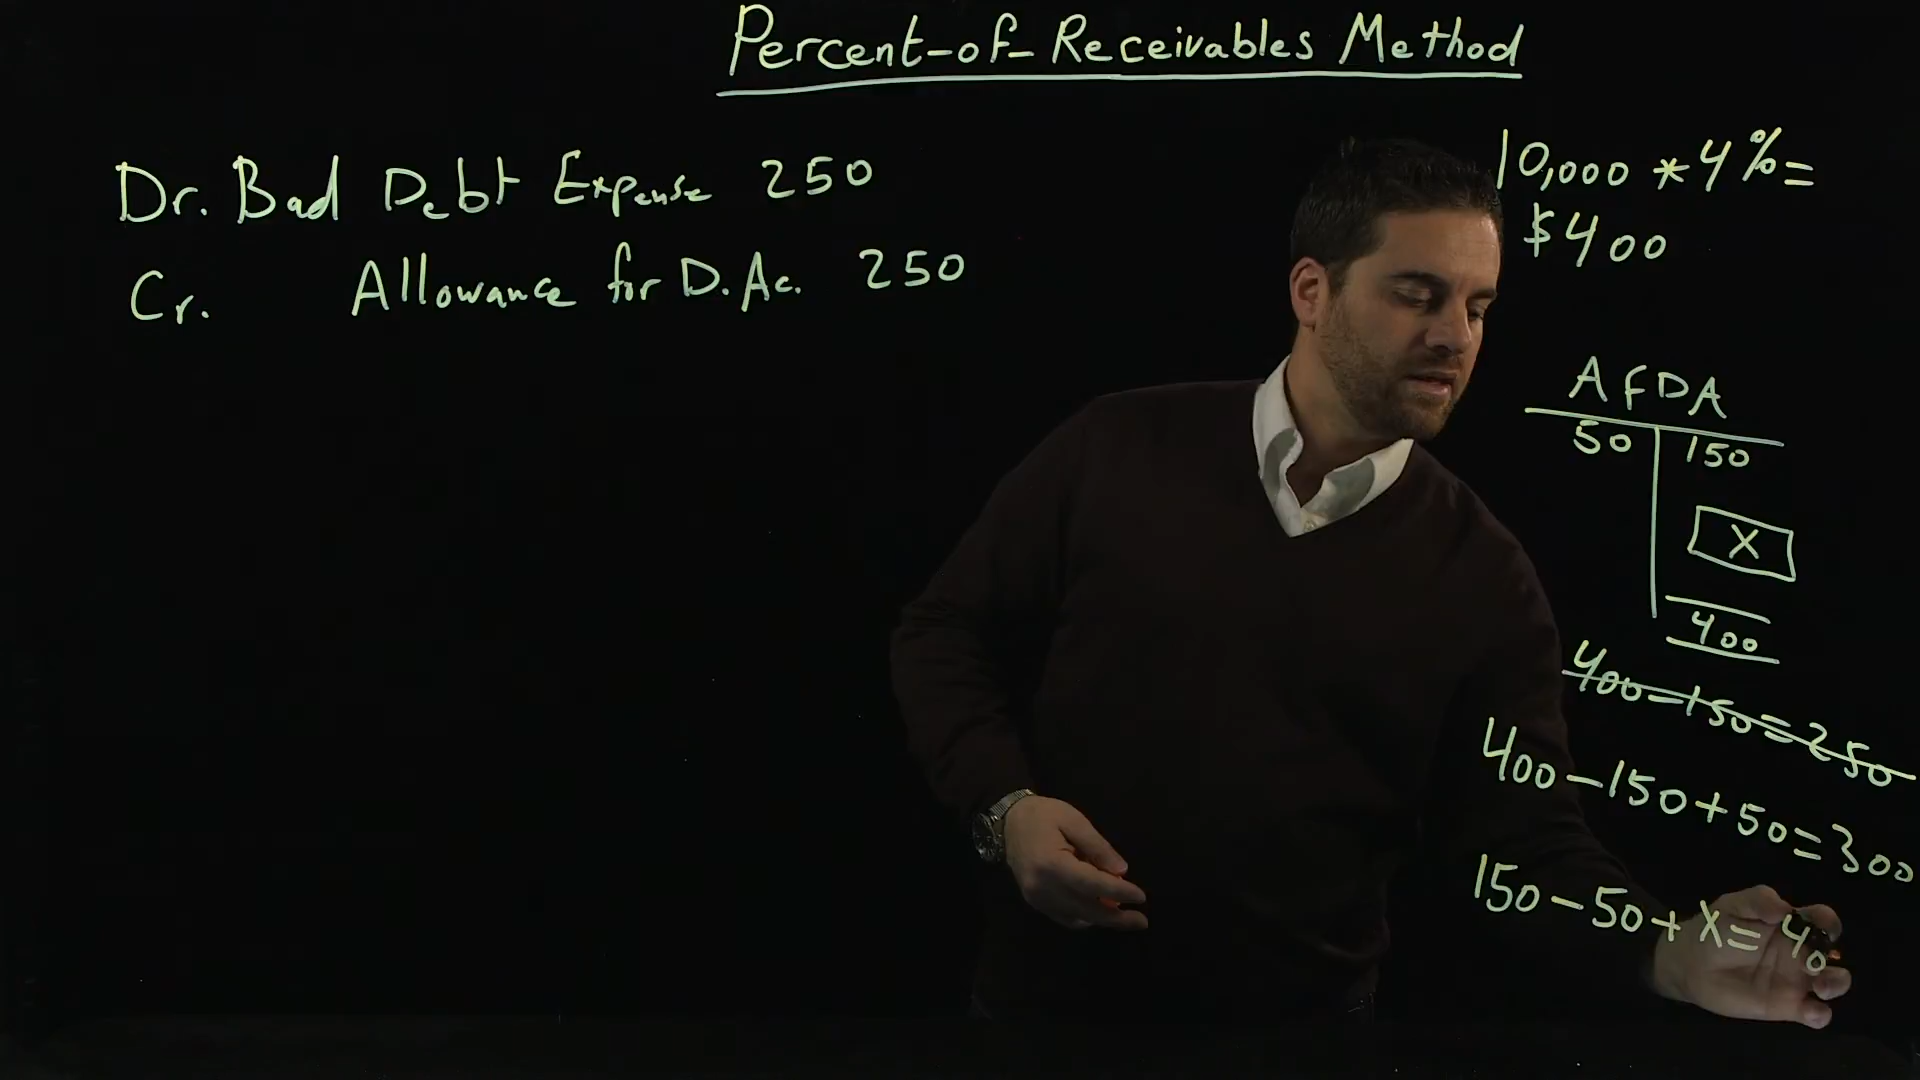 Percent-of-Receivables Method
Dr. Bad Debt Expense 250
Cr. Allowance for D.Ac. 250
10,000 * 4% =
$400
AFDA
50 150
X
400
400-150=250
400-150+50=300
150-50+X=40